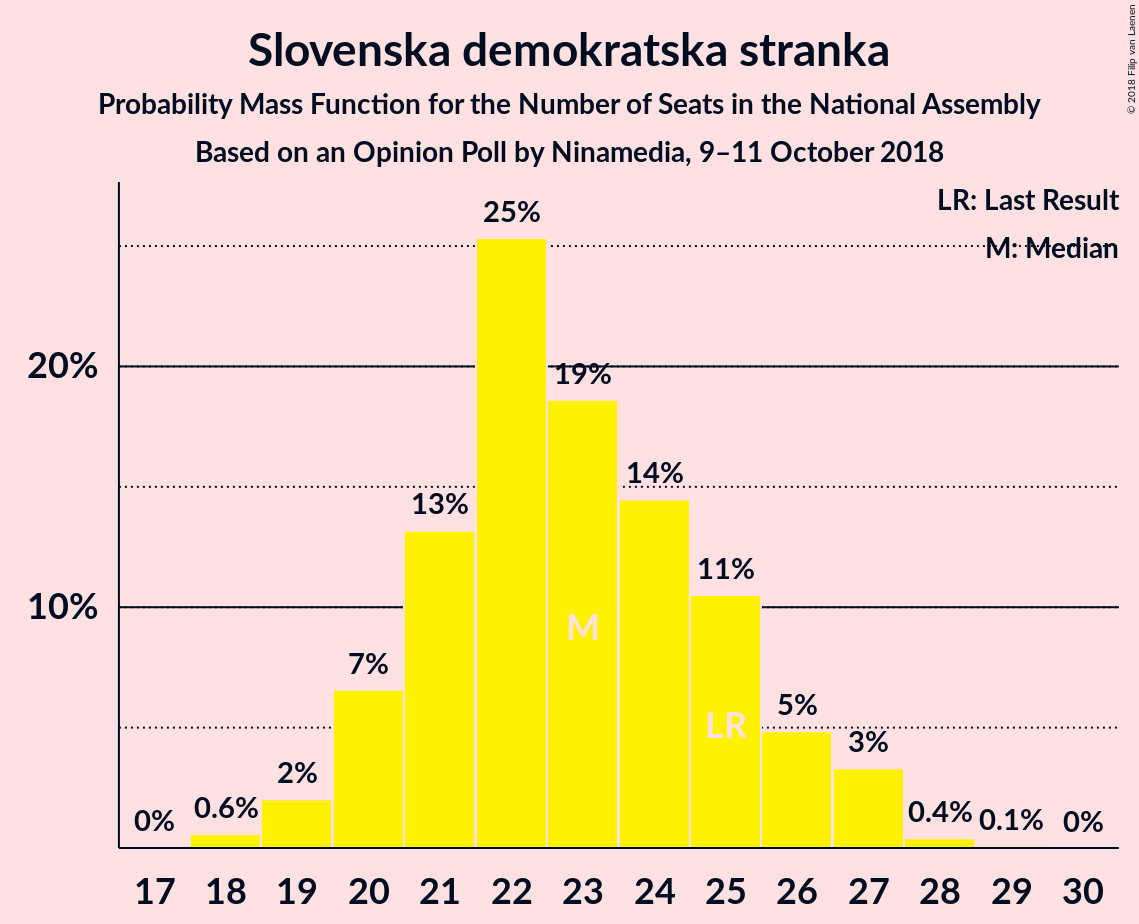 Slovenska demokratska stranka
Probability Mass Function for the Number of Seats in the National Assembly
Based on an Opinion Poll by Ninamedia, 9–11 October 2018
© 2018 Filip van Laenen
LR: Last Result
M: Median
20%
10%
0%
0.6%
2%
7%
13%
25%
19%
14%
11%
5%
3%
0.4%
0.1%
0%
M
LR
17 18 19 20 21 22 23 24 25 26 27 28 29 30